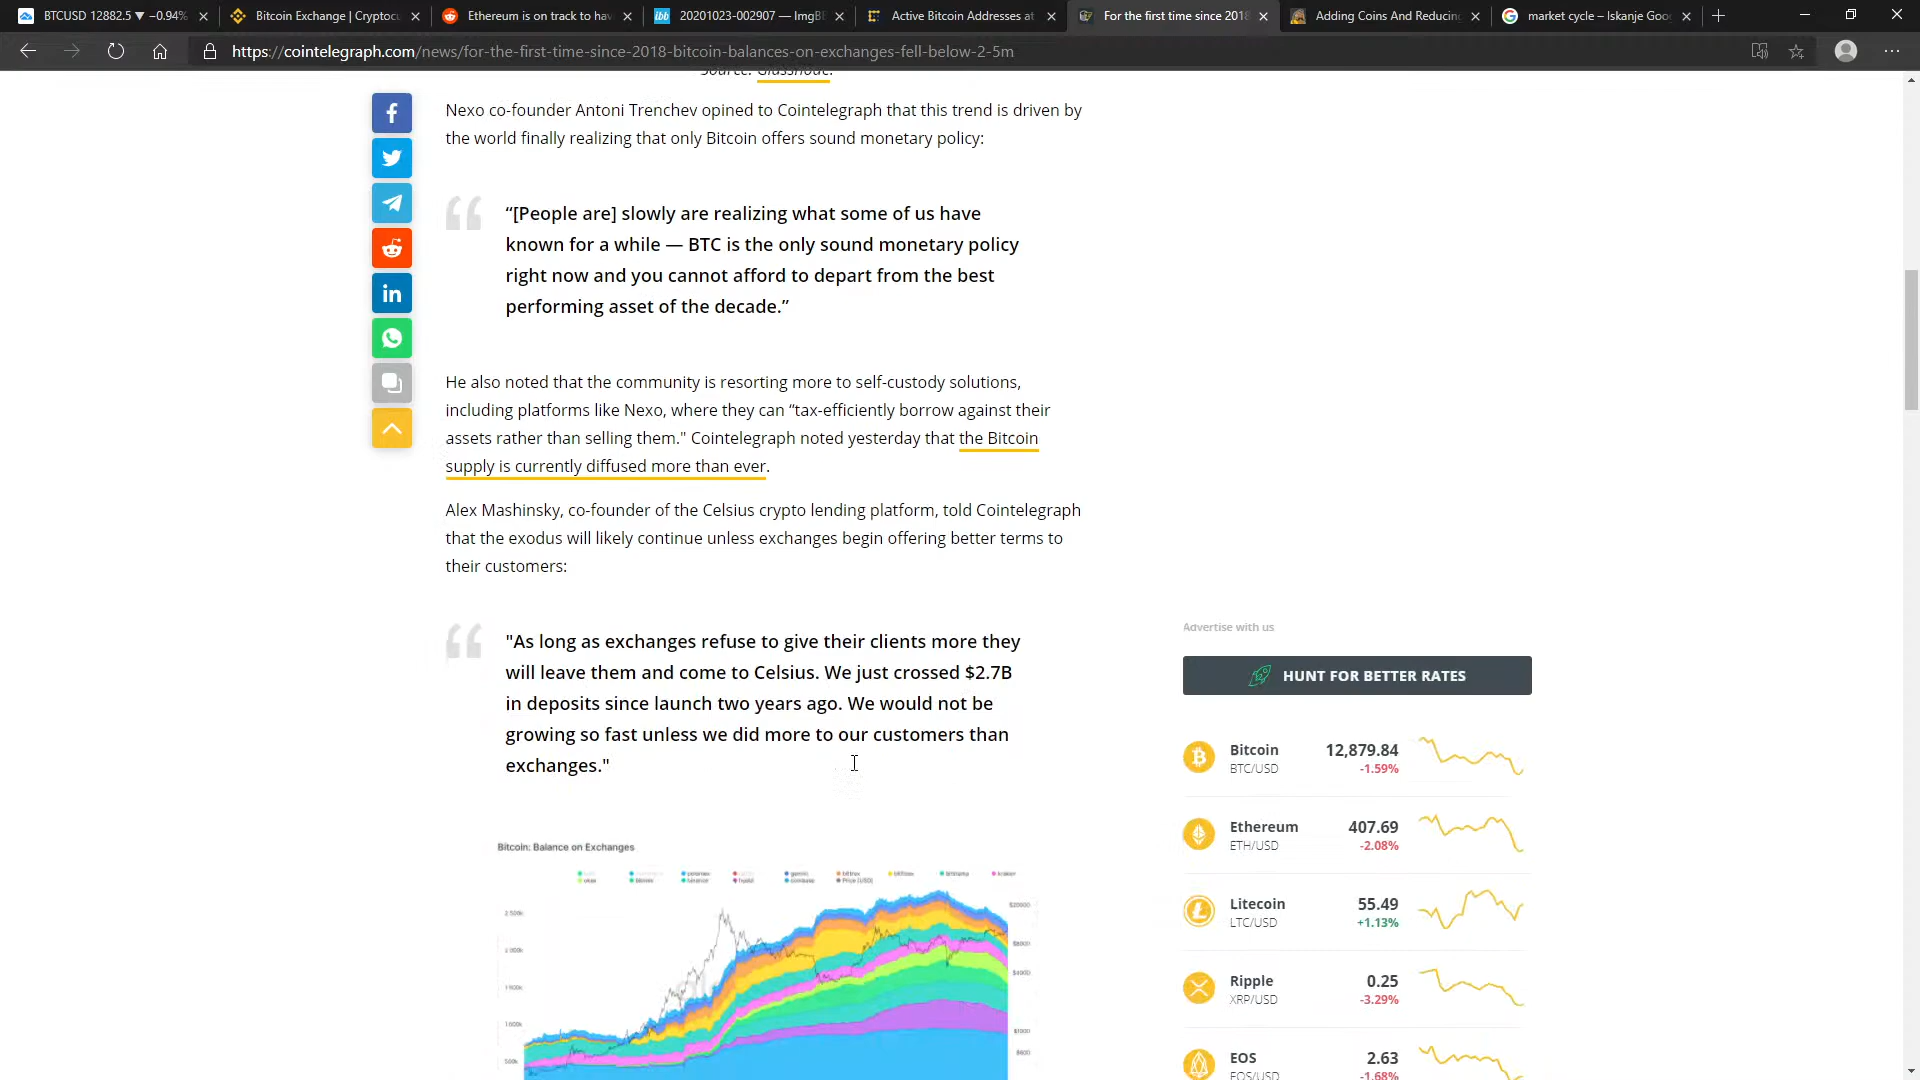 BTCUSD 12882.5 ▼ −0.94%
Bitcoin Exchange | Cryptocu
Ethereum is on track to hav
20201023-002907 — ImgB
Active Bitcoin Addresses at
For the first time since 2018
Adding Coins And Reducing
market cycle – Iskanje Goo
https://cointelegraph.com/news/for-the-first-time-since-2018-bitcoin-balances-on-exchanges-fell-below-2-5m
Source: Glassnode.
Nexo co-founder Antoni Trenchev opined to Cointelegraph that this trend is driven by
the world finally realizing that only Bitcoin offers sound monetary policy:
“[People are] slowly are realizing what some of us have
known for a while — BTC is the only sound monetary policy
right now and you cannot afford to depart from the best
performing asset of the decade.”
He also noted that the community is resorting more to self-custody solutions,
including platforms like Nexo, where they can “tax-efficiently borrow against their
assets rather than selling them." Cointelegraph noted yesterday that the Bitcoin
supply is currently diffused more than ever.
Alex Mashinsky, co-founder of the Celsius crypto lending platform, told Cointelegraph
that the exodus will likely continue unless exchanges begin offering better terms to
their customers:
"As long as exchanges refuse to give their clients more they
will leave them and come to Celsius. We just crossed $2.7B
in deposits since launch two years ago. We would not be
growing so fast unless we did more to our customers than
exchanges."
Bitcoin: Balance on Exchanges
Advertise with us
HUNT FOR BETTER RATES
Bitcoin 12,879.84
BTC/USD -1.59%
Ethereum 407.69
ETH/USD -2.08%
Litecoin 55.49
LTC/USD +1.13%
Ripple 0.25
XRP/USD -3.29%
EOS 2.63
EOS/USD -1.68%